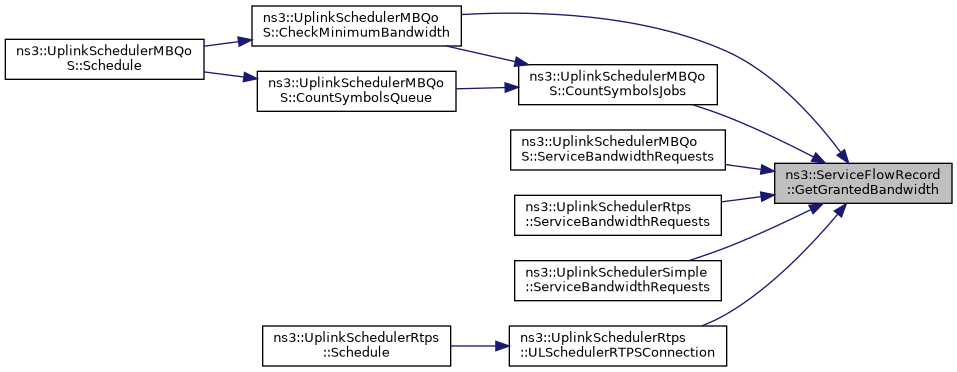 ns3::UplinkSchedulerMBQo
S::CheckMinimumBandwidth
ns3::UplinkSchedulerMBQo
S::Schedule
ns3::UplinkSchedulerMBQo
S::CountSymbolsQueue
ns3::UplinkSchedulerMBQo
S::CountSymbolsJobs
ns3::UplinkSchedulerMBQo
S::ServiceBandwidthRequests
ns3::ServiceFlowRecord
::GetGrantedBandwidth
ns3::UplinkSchedulerRtps
::ServiceBandwidthRequests
ns3::UplinkSchedulerSimple
::ServiceBandwidthRequests
ns3::UplinkSchedulerRtps
::Schedule
ns3::UplinkSchedulerRtps
::ULSchedulerRTPSConnection